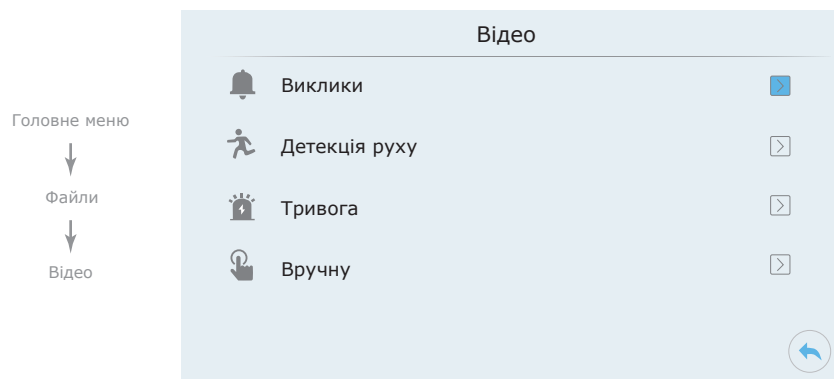 Головне меню
Файли
Відео
Відео
Виклики
Детекція руху
Тривога
Вручну